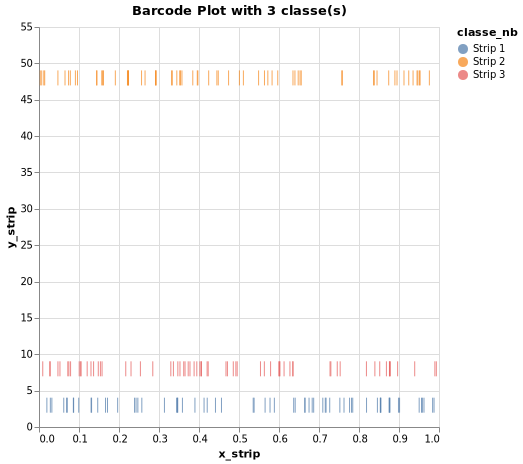 Barcode Plot with 3 classe(s)
classe_nb
Strip 1
Strip 2
Strip 3
55
50
45
40
35
30
25
20
15
10
5
0
y_strip
0.0 0.1 0.2 0.3 0.4 0.5 0.6 0.7 0.8 0.9 1.0
x_strip